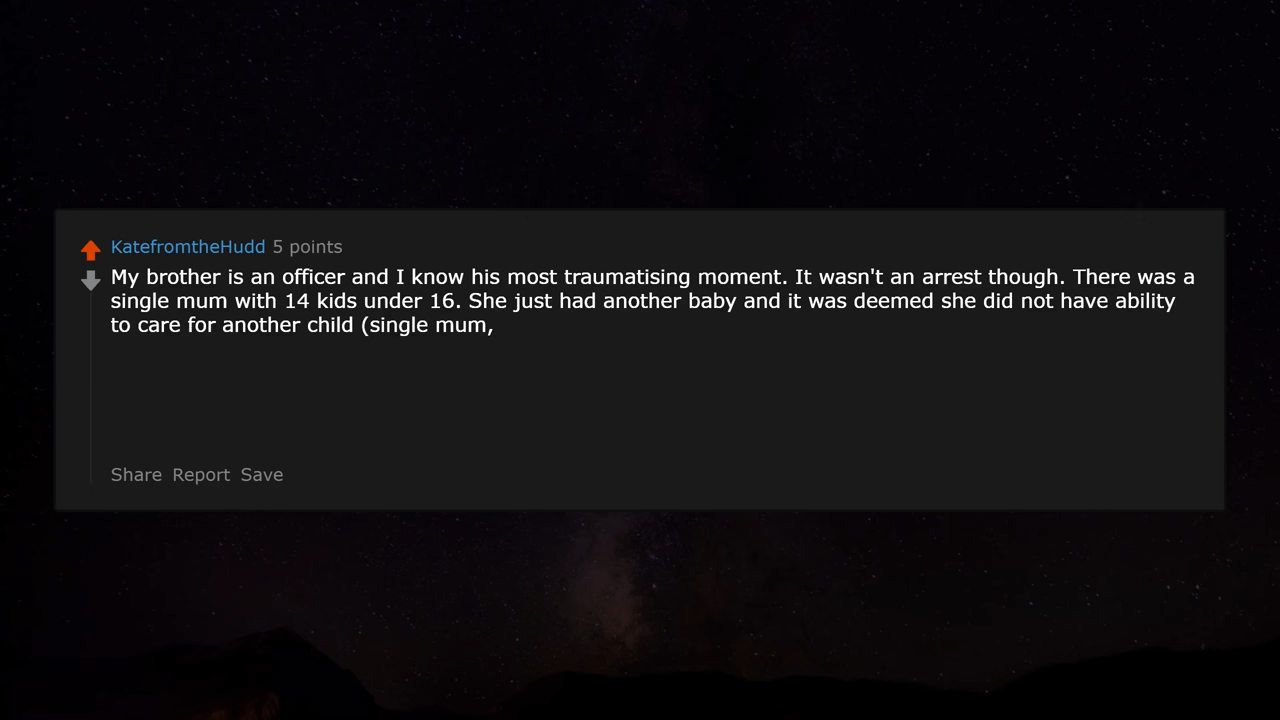 KatefromtheHudd 5 points
My brother is an officer and I know his most traumatising moment. It wasn't an arrest though. There was a
single mum with 14 kids under 16. She just had another baby and it was deemed she did not have ability
to care for another child (single mum,
Share Report Save